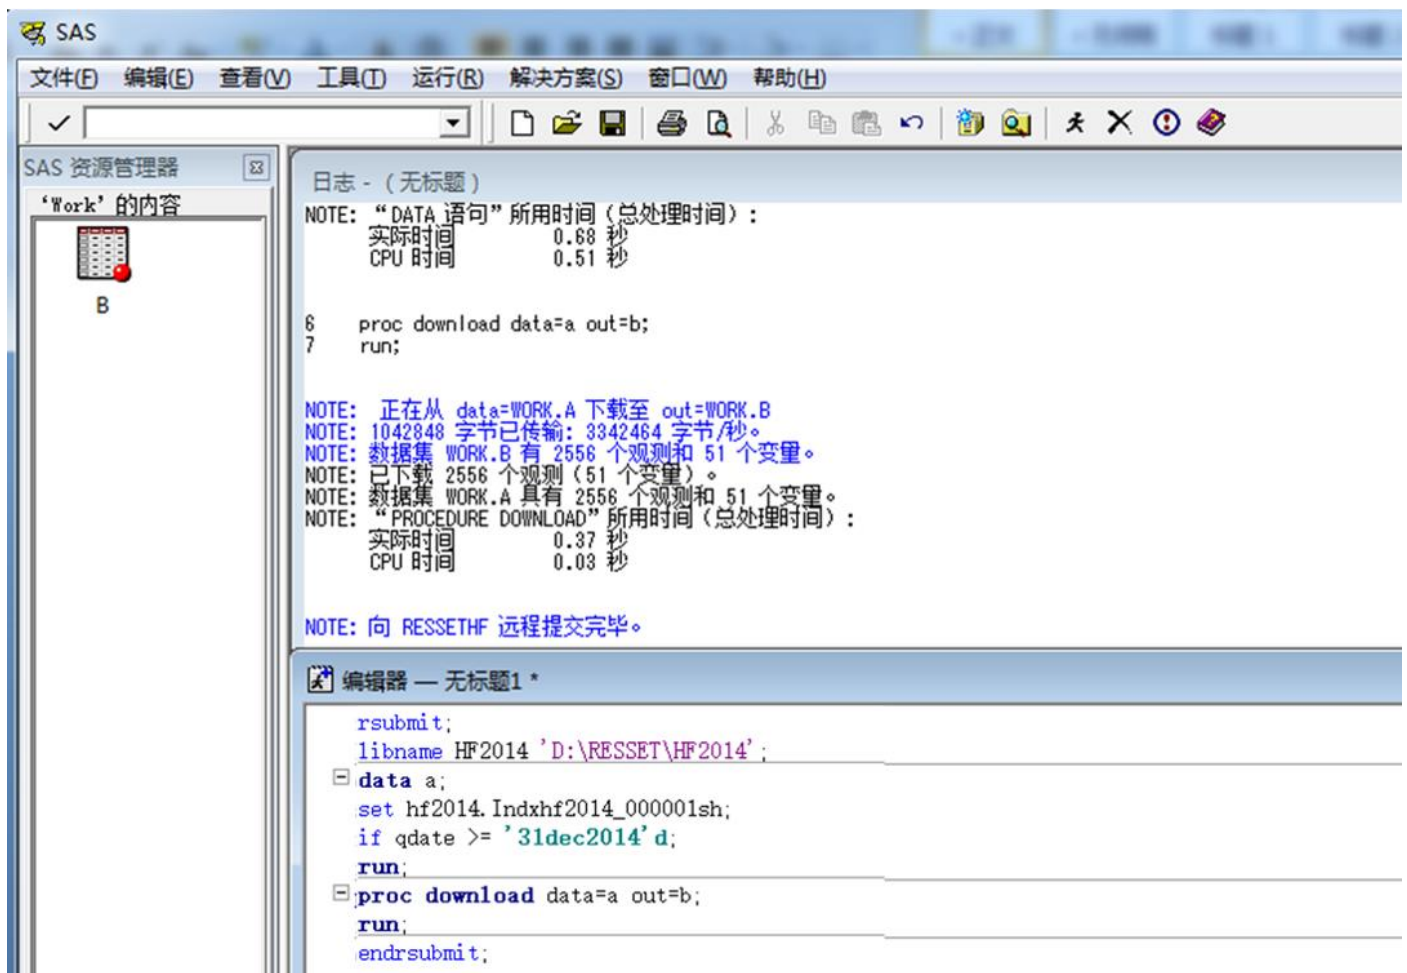 SAS
文件(F) 编辑(E) 查看(V) 工具(T) 运行(R) 解决方案(S) 窗口(W) 帮助(H)
SAS 资源管理器
‘Work’ 的内容
B
日志 - （无标题）
NOTE: “DATA 语句”所用时间（总处理时间）:
实际时间 0.68 秒
CPU 时间 0.51 秒
6 proc download data=a out=b;
7 run;
NOTE: 正在从 data=WORK.A 下载至 out=WORK.B
NOTE: 1042848 字节已传输: 3342464 字节/秒。
NOTE: 数据集 WORK.B 有 2556 个观测和 51 个变量。
NOTE: 已下载 2556 个观测（51 个变量）。
NOTE: 数据集 WORK.A 具有 2556 个观测和 51 个变量。
NOTE: “PROCEDURE DOWNLOAD”所用时间（总处理时间）:
实际时间 0.37 秒
CPU 时间 0.03 秒
NOTE: 向 RESSETHF 远程提交完毕。
编辑器 — 无标题1 *
rsubmit;
libname HF2014 'D:\RESSET\HF2014';
data a;
set hf2014.Indxhf2014_000001sh;
if qdate >= '31dec2014'd;
run;
proc download data=a out=b;
run;
endrsubmit;